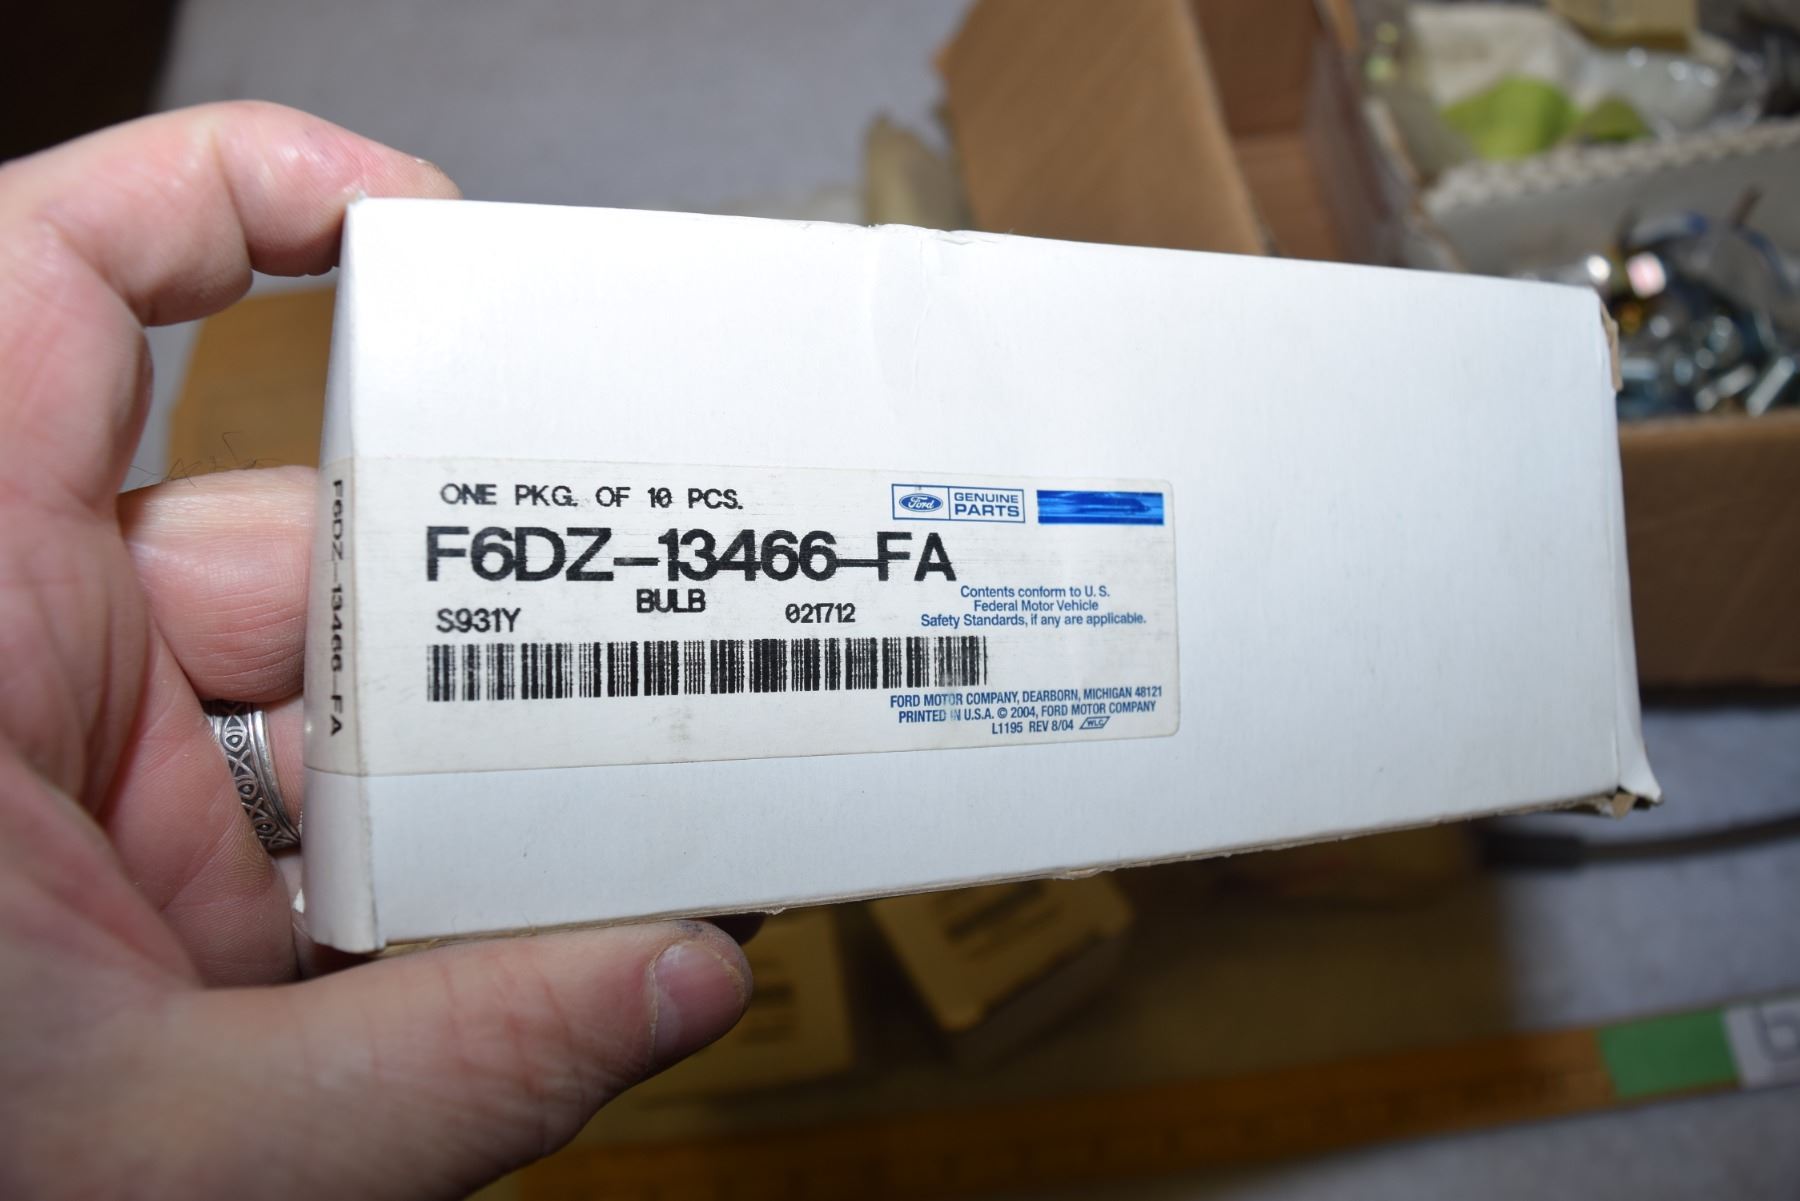 ONE PKG. OF 10 PCS.
Ford GENUINE PARTS
F6DZ-13466-FA
BULB
S931Y
021712
Contents conform to U. S.
Federal Motor Vehicle
Safety Standards, if any are applicable.
FORD MOTOR COMPANY, DEARBORN, MICHIGAN 48121
PRINTED IN U.S.A. © 2004, FORD MOTOR COMPANY
L1195 REV 8/04 WLC
F6DZ-13466-FA